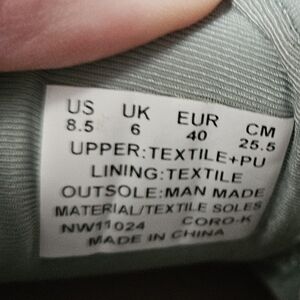 US UK EUR CM
8.5 6 40 25.5
UPPER:TEXTILE+PU
LINING:TEXTILE
OUTSOLE:MAN MADE
MATERIAL/TEXTILE SOLES
NW11024 CORO-K
MADE IN CHINA